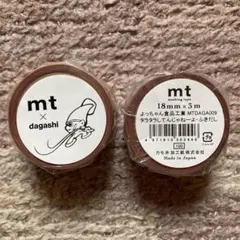 mt
×
dagashi
mt
masking tape
18mm×5m
よっちゃん食品工業 MTDAGA009
タラタラしてんじゃねーよ・ふきだし
カモ井加工紙株式会社
Made in Japan